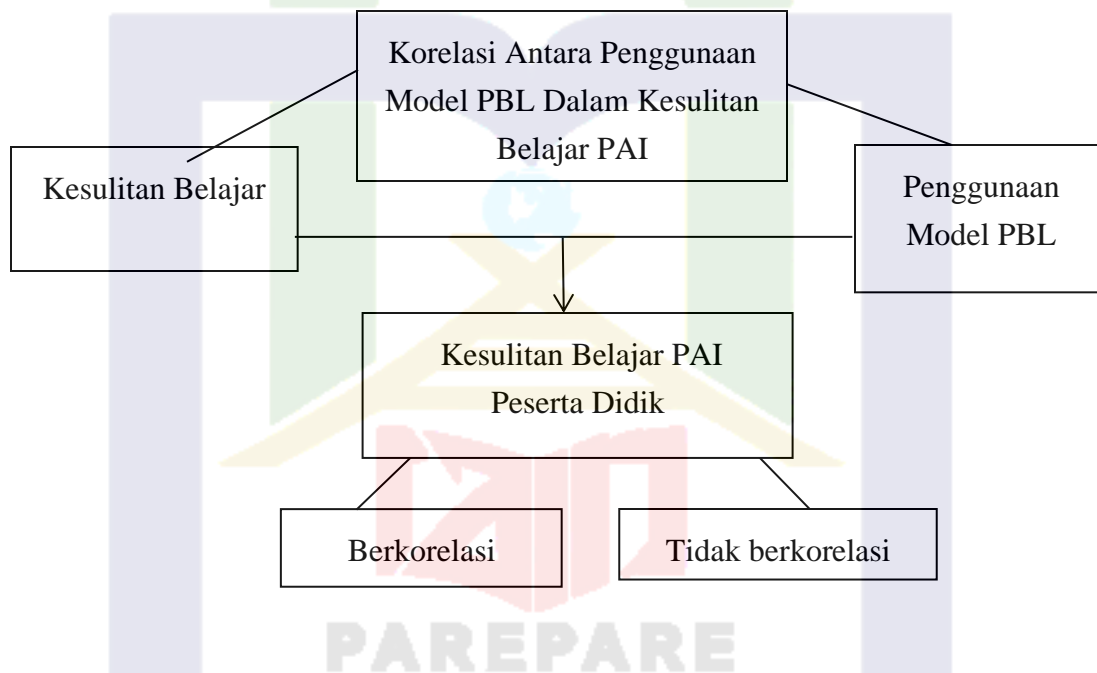 Korelasi Antara Penggunaan
Model PBL Dalam Kesulitan
Belajar PAI
Kesulitan Belajar
Penggunaan
Model PBL
Kesulitan Belajar PAI
Peserta Didik
Berkorelasi
Tidak berkorelasi
PAREPARE